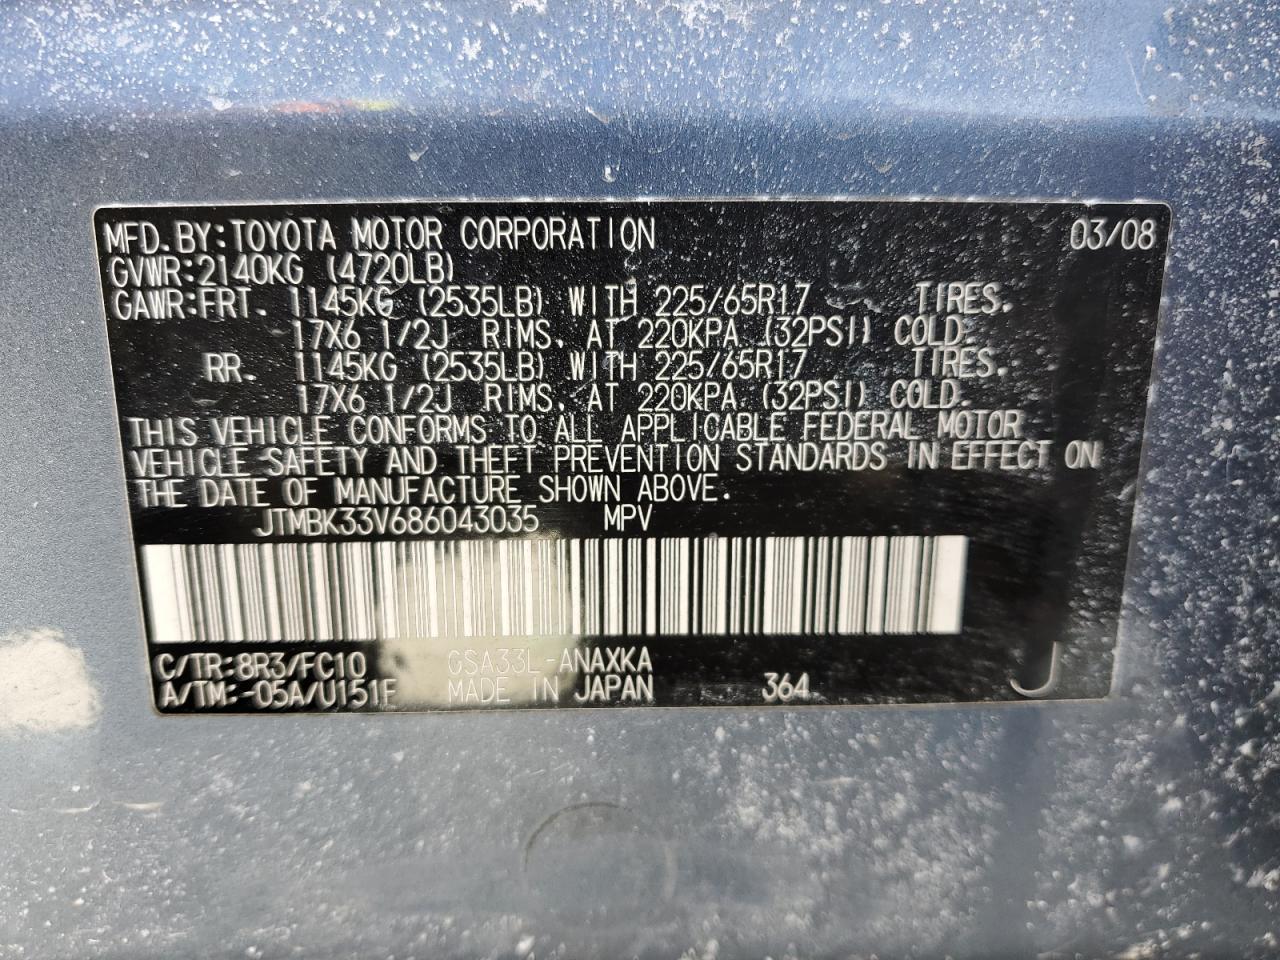 MFD.BY:TOYOTA MOTOR CORPORATION 03/08
GVWR:2140KG (4720LB)
GAWR:FRT. 1145KG (2535LB) WITH 225/65R17 TIRES.
17X6 1/2J RIMS. AT 220KPA (32PSI) COLD.
RR. 1145KG (2535LB) WITH 225/65R17 TIRES.
17X6 1/2J RIMS. AT 220KPA (32PSI) COLD.
THIS VEHICLE CONFORMS TO ALL APPLICABLE FEDERAL MOTOR
VEHICLE SAFETY AND THEFT PREVENTION STANDARDS IN EFFECT ON
THE DATE OF MANUFACTURE SHOWN ABOVE.
JTMBK33V686043035 MPV
C/TR:8R3/FC10 GSA33L-ANAXKA
A/TM:-05A/U151F MADE IN JAPAN 364 J